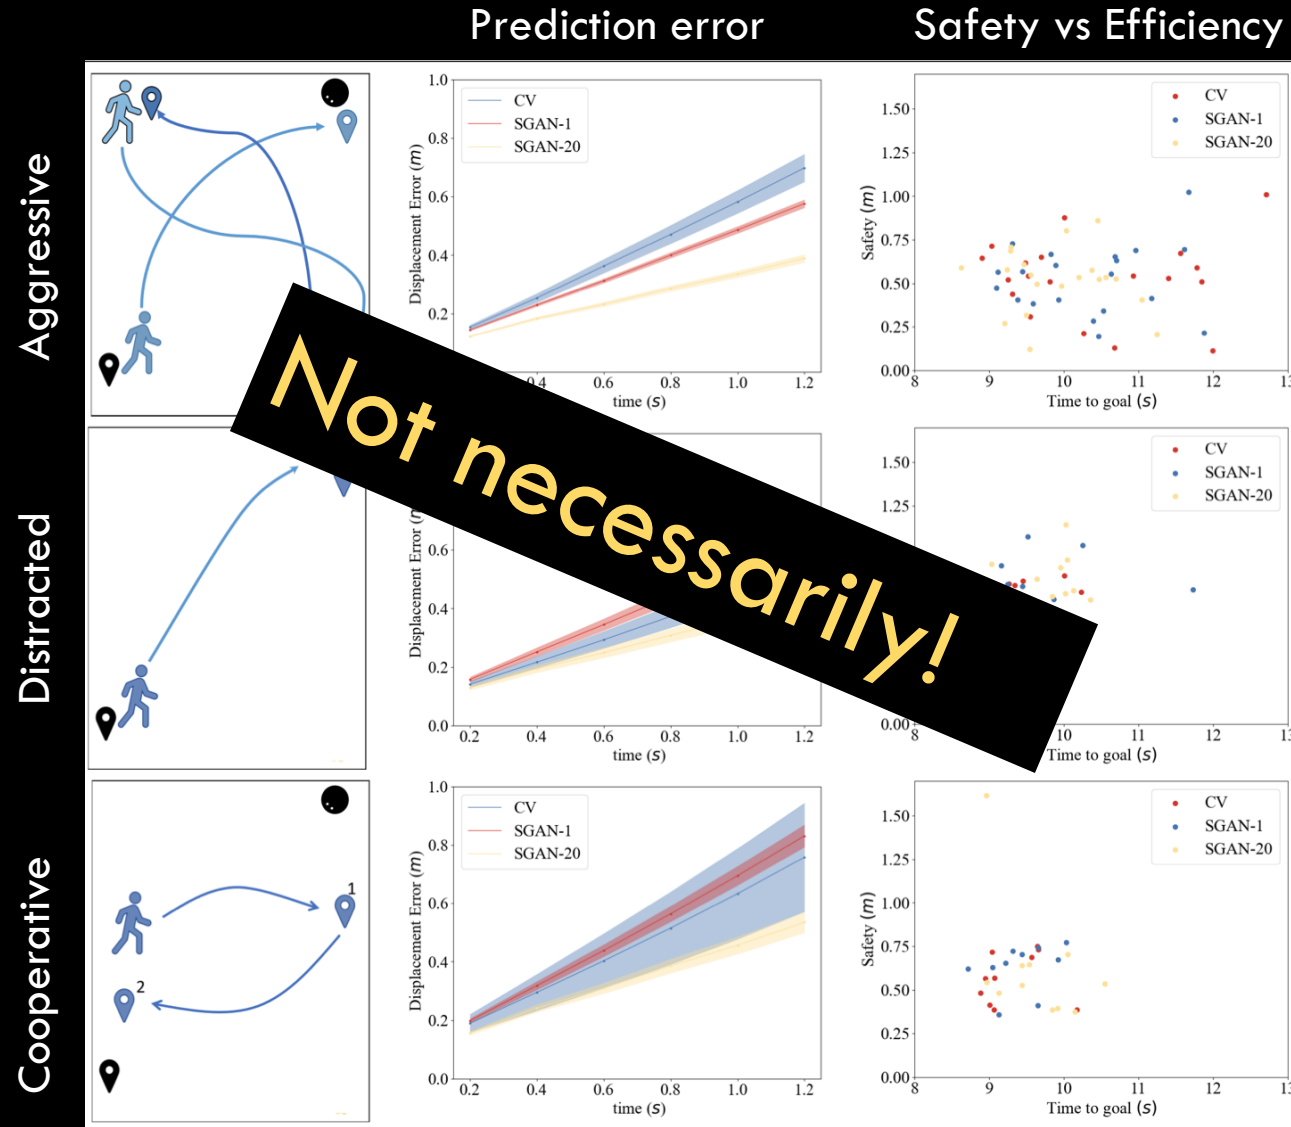 Prediction error
Safety vs Efficiency
Aggressive
1.0
0.8
0.6
0.4
0.2
Displacement Error (m)
CV
SGAN-1
SGAN-20
0.4
0.6
0.8
1.0
1.2
time (s)
1.50
1.25
1.00
0.75
0.50
0.25
0.00
Safety (m)
CV
SGAN-1
SGAN-20
8
9
10
11
12
13
Time to goal (s)
Not necessarily!
Distracted
0.6
0.4
0.2
0.0
Displacement Error
0.2
0.4
0.6
0.8
1.0
1.2
time (s)
1.50
1.25
0.00
CV
SGAN-1
SGAN-20
8
10
11
12
13
Time to goal (s)
Cooperative
1
2
1.0
0.8
0.6
0.4
0.2
0.0
Displacement Error (m)
CV
SGAN-1
SGAN-20
0.2
0.4
0.6
0.8
1.0
1.2
time (s)
1.50
1.25
1.00
0.75
0.50
0.25
0.00
Safety (m)
CV
SGAN-1
SGAN-20
8
9
10
11
12
13
Time to goal (s)